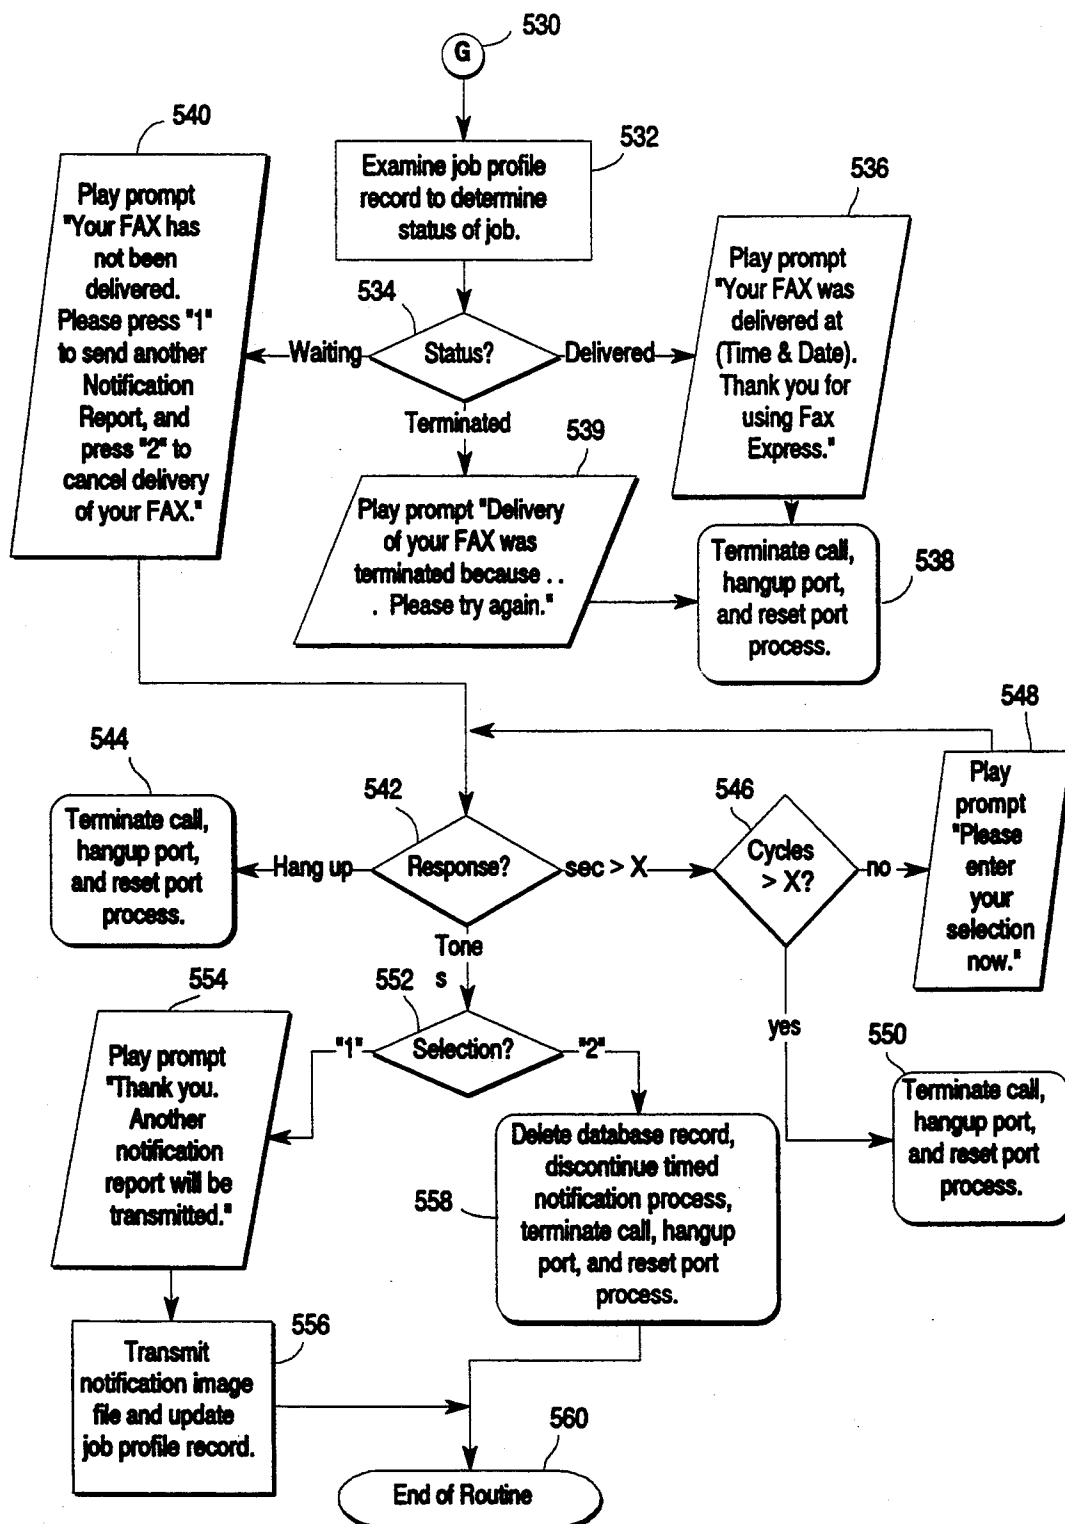 530
G
540
532
Examine job profile
record to determine
status of job.
536
Play prompt
"Your FAX has
not been
delivered.
Please press "1"
to send another
Notification
Report, and
press "2" to
cancel delivery
of your FAX."
534
Waiting
Status?
Delivered
Play prompt
"Your FAX was
delivered at
(Time & Date).
Thank you for
using Fax
Express."
Terminated
539
Play prompt "Delivery
of your FAX was
terminated because . .
. Please try again."
Terminate call,
hangup port,
and reset port
process.
538
548
544
Terminate call,
hangup port,
and reset port
process.
542
Hang up
Response?
sec > X
546
Cycles
> X?
no
Play
prompt
"Please
enter
your
selection
now."
Tone
s
554
552
"1"
Selection?
"2"
yes
550
Play prompt
"Thank you.
Another
notification
report will be
transmitted."
Delete database record,
discontinue timed
notification process,
terminate call, hangup
port, and reset port
process.
558
Terminate call,
hangup port,
and reset port
process.
556
Transmit
notification image
file and update
job profile record.
560
End of Routine